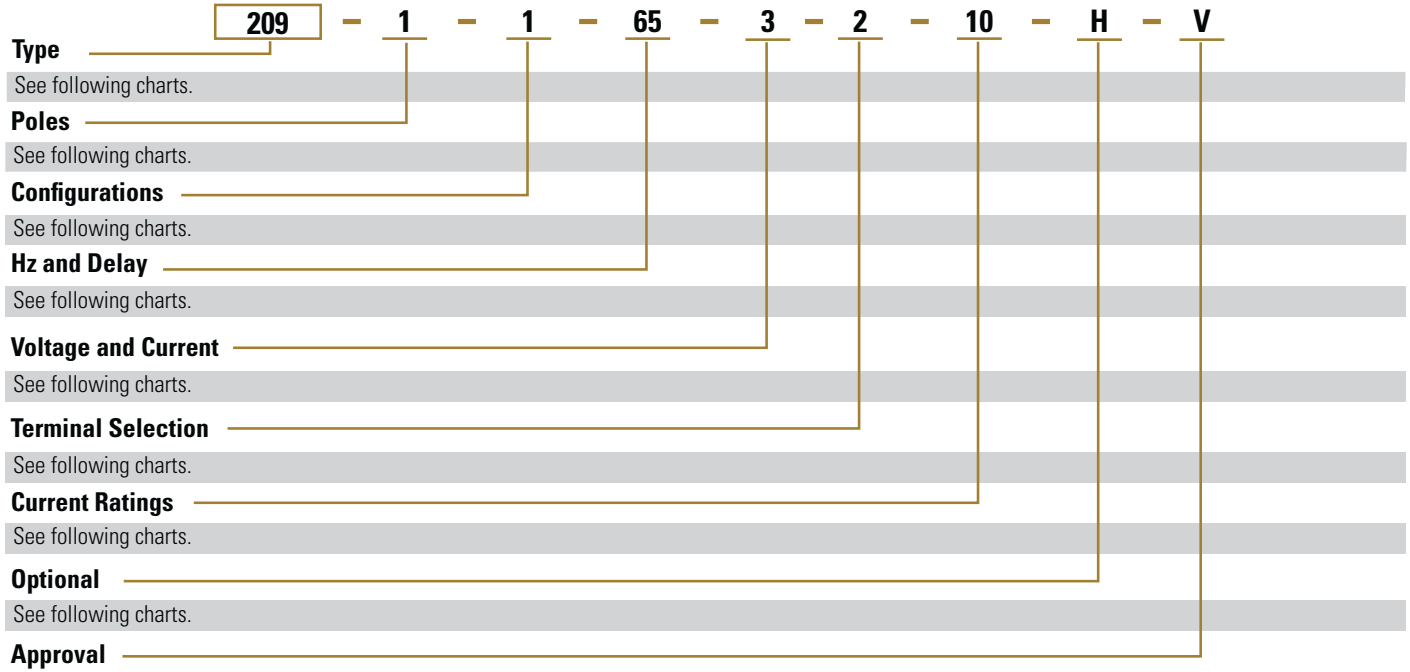 209 – 1 – 1 – 65 – 3 – 2 – 10 – H – V
Type
See following charts.
Poles
See following charts.
Configurations
See following charts.
Hz and Delay
See following charts.
Voltage and Current
See following charts.
Terminal Selection
See following charts.
Current Ratings
See following charts.
Optional
See following charts.
Approval